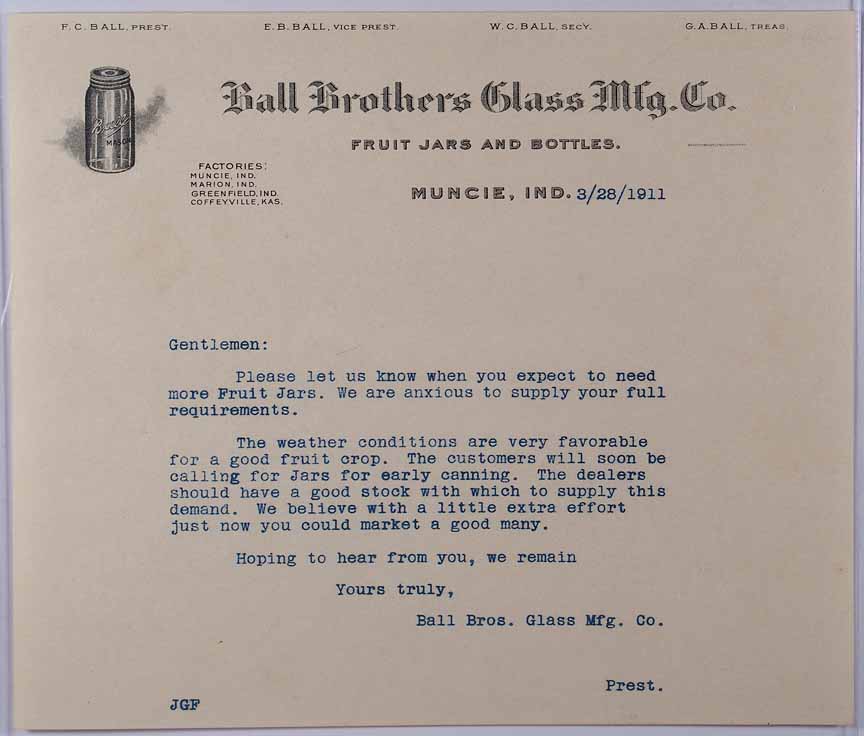 F.C. BALL, PREST. E.B. BALL, VICE PREST. W.C. BALL, SECY. G.A. BALL, TREAS.
Ball Brothers Glass Mfg. Co.
MASON
FRUIT JARS AND BOTTLES.
FACTORIES:
MUNCIE, IND.
MARION, IND.
GREENFIELD, IND.
COFFEYVILLE, KAS.
MUNCIE, IND. 3/28/1911
Gentlemen:
Please let us know when you expect to need
more Fruit Jars. We are anxious to supply your full
requirements.
The weather conditions are very favorable
for a good fruit crop. The customers will soon be
calling for Jars for early canning. The dealers
should have a good stock with which to supply this
demand. We believe with a little extra effort
just now you could market a good many.
Hoping to hear from you, we remain
Yours truly,
Ball Bros. Glass Mfg. Co.
Prest.
JGF